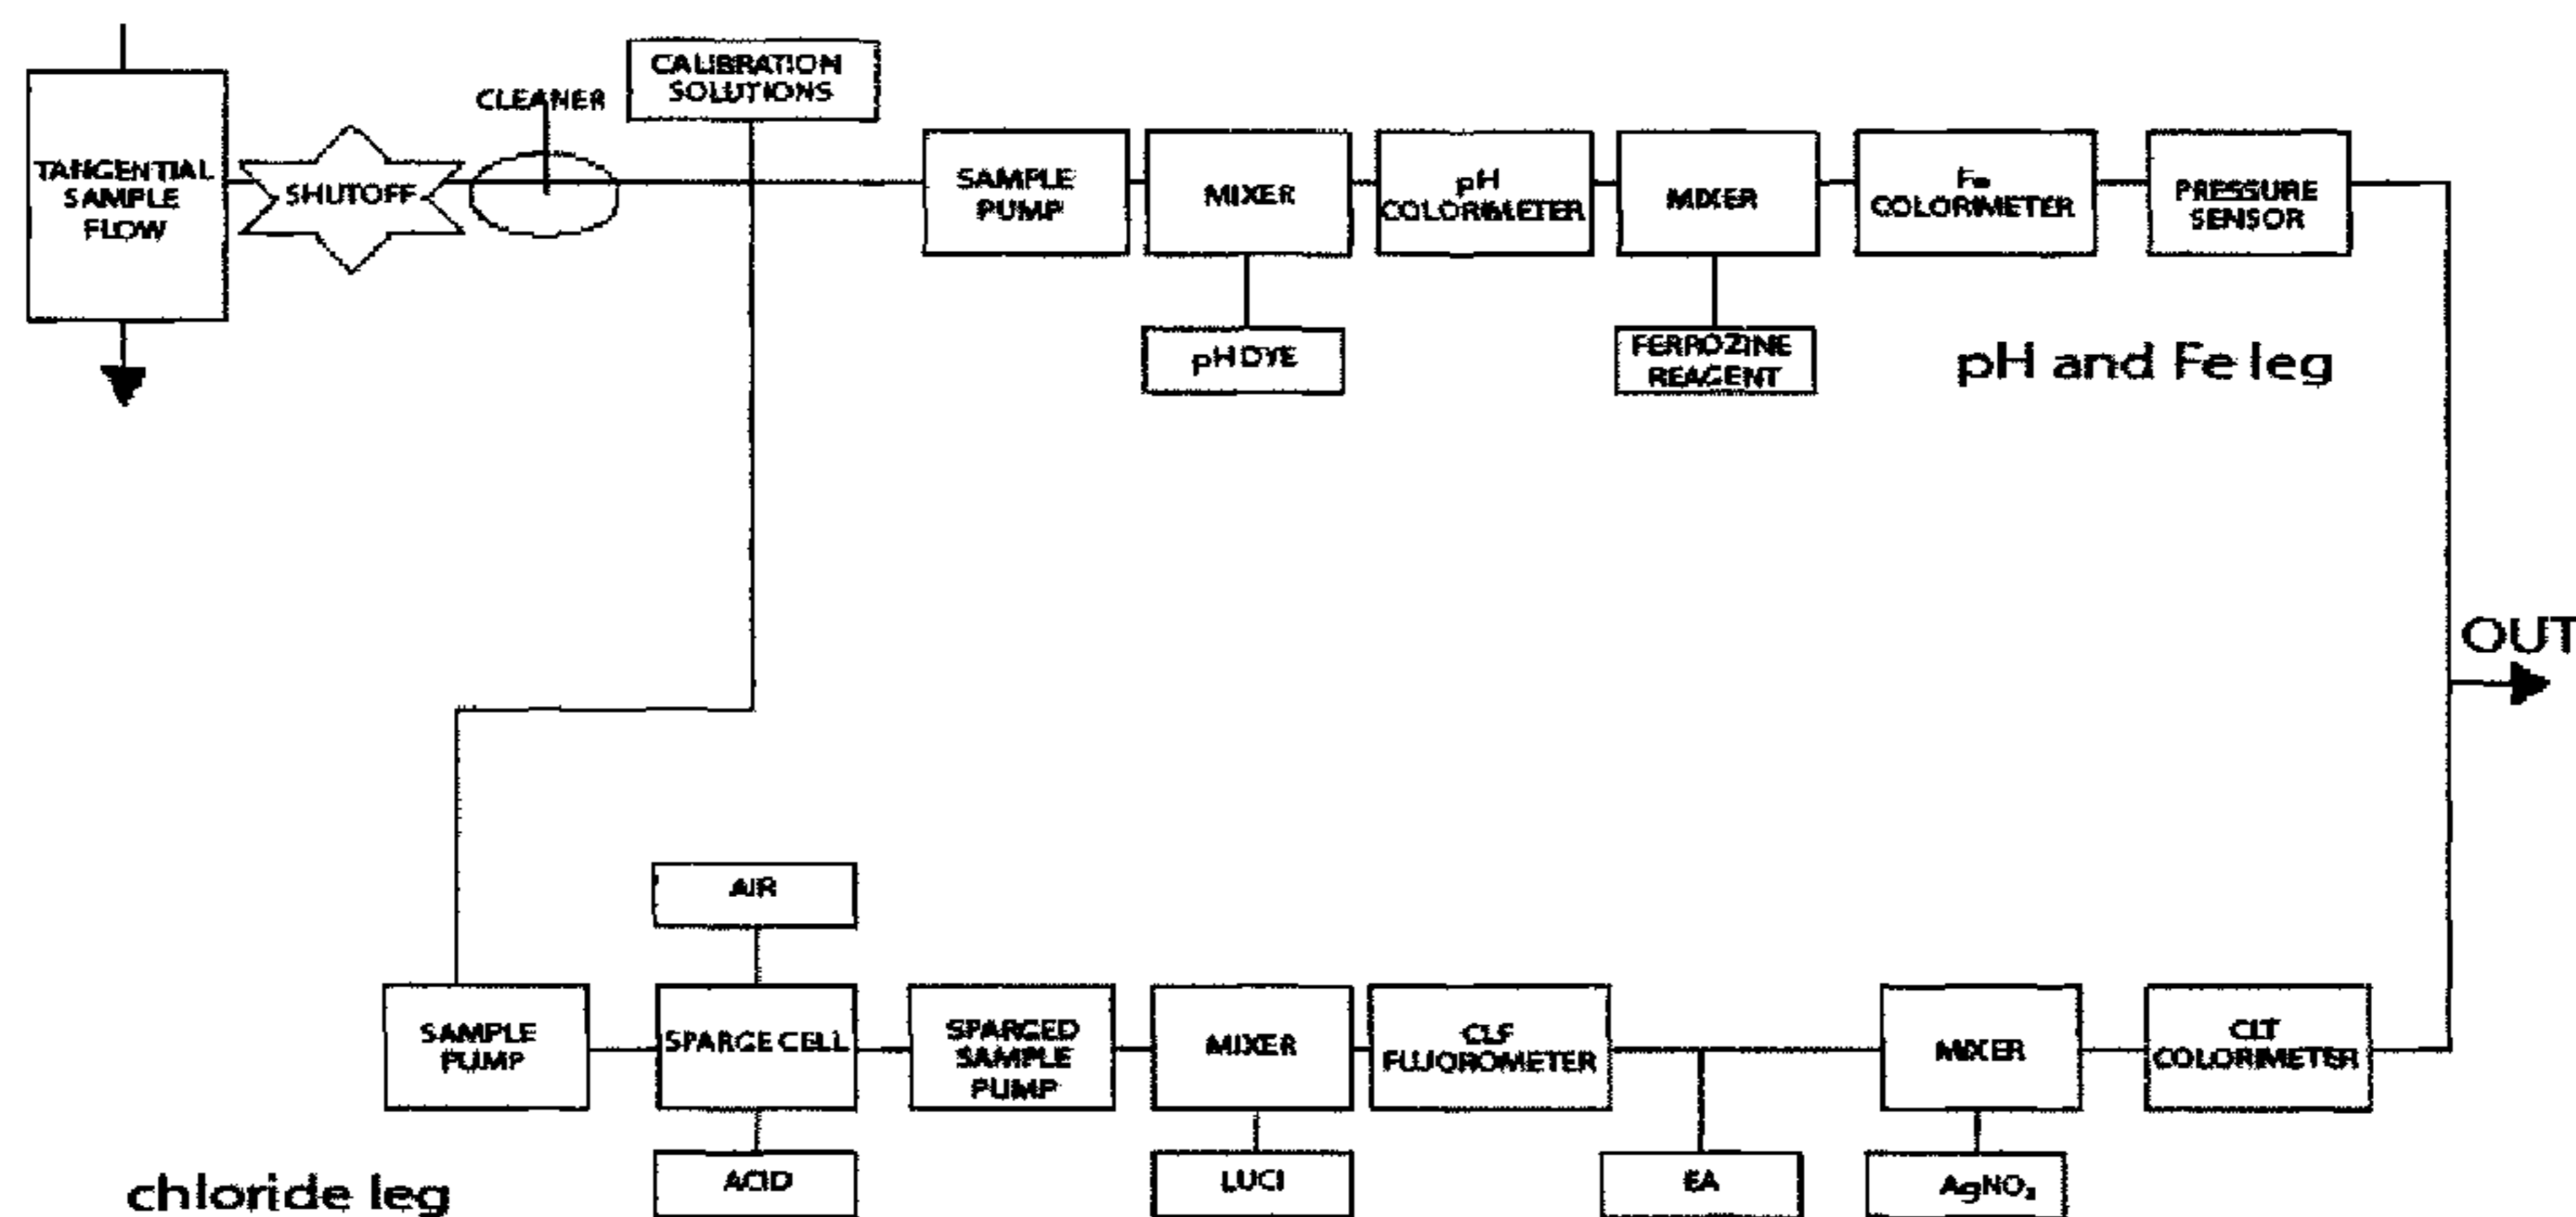 CALIBRATION
SOLUTIONS
CLEANER
TANGENTIAL
SAMPLE
FLOW
SHUTOFF
SAMPLE
PUMP
MIXER
pH
COLORIMETER
MIXER
Fe
COLORIMETER
PRESSURE
SENSOR
pH DYE
FERROZINE
REAGENT
pH and Fe leg
OUT
AIR
SAMPLE
PUMP
SPARGE CELL
SPARGED
SAMPLE
PUMP
MIXER
CLF
FLUOROMETER
MIXER
CLT
COLORIMETER
chloride leg
ACID
LUCI
EA
AgNO₃